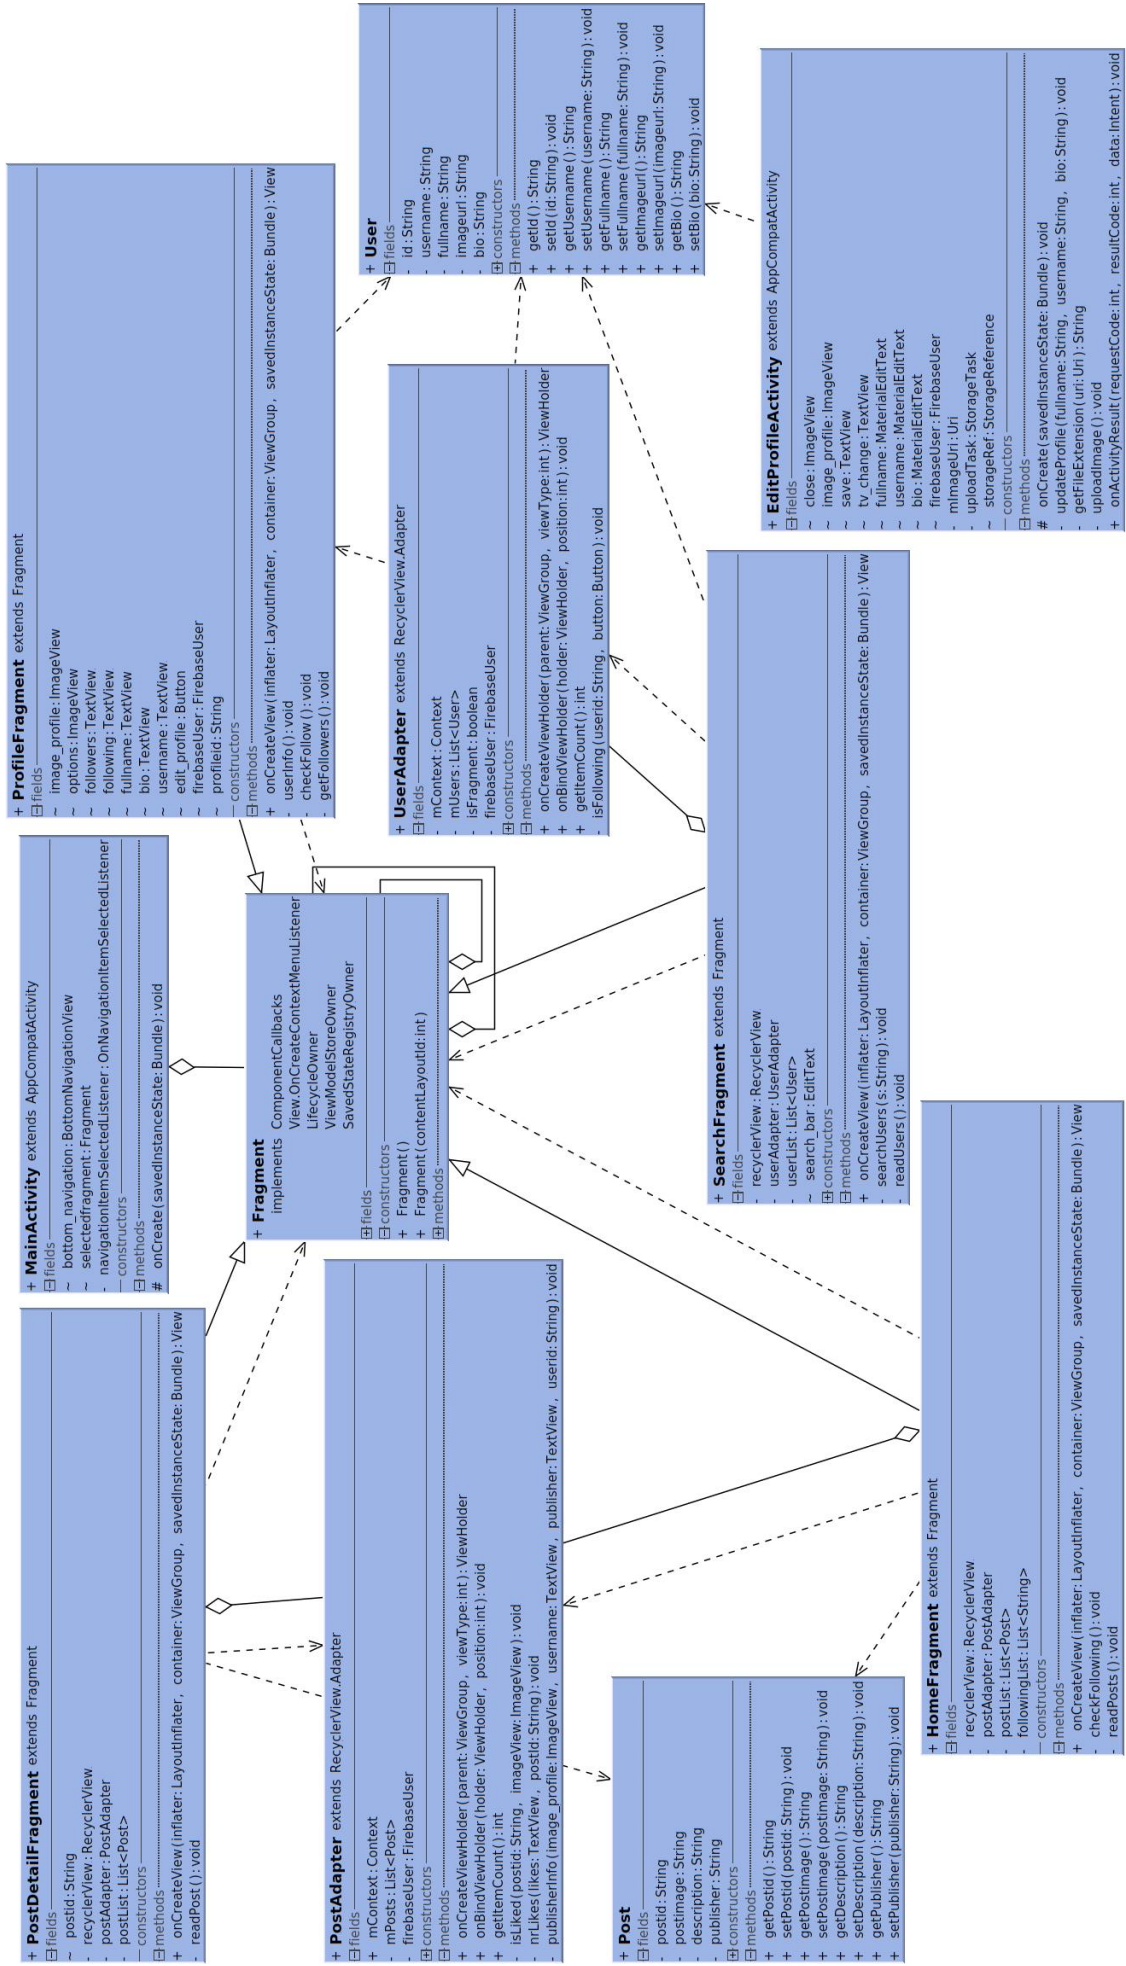 + PostDetailFragment extends Fragment
fields
~ postid : String
- recyclerView : RecyclerView
- postAdapter : PostAdapter
- postList : List<Post>
constructors
methods
+ onCreateView ( inflater : LayoutInflater , container : ViewGroup , savedInstanceState : Bundle ) : View
- readPost ( ) : void
+ MainActivity extends AppCompatActivity
fields
~ bottom_navigation : BottomNavigationView
~ selectedfragment : Fragment
- navigationItemSelectedListener : OnNavigationItemSelectedListener
constructors
methods
# onCreate ( savedInstanceState : Bundle ) : void
+ ProfileFragment extends Fragment
fields
~ image_profile : ImageView
~ options : ImageView
~ followers : TextView
~ following : TextView
~ fullname : TextView
~ bio : TextView
~ username : TextView
~ edit_profile : Button
~ firebaseUser : FirebaseUser
~ profileid : String
constructors
methods
+ onCreateView ( inflater : LayoutInflater , container : ViewGroup , savedInstanceState : Bundle ) : View
- userInfo ( ) : void
- checkFollow ( ) : void
- getFollowers ( ) : void
+ PostAdapter extends RecyclerView.Adapter
fields
+ mContext : Context
+ mPosts : List<Post>
- firebaseUser : FirebaseUser
constructors
methods
+ onCreateViewHolder ( parent : ViewGroup , viewType : int ) : ViewHolder
+ onBindViewHolder ( holder : ViewHolder , position : int ) : void
+ getItemCount ( ) : int
- isLiked ( postid : String , imageView : ImageView ) : void
- nrLikes ( likes : TextView , postId : String ) : void
- publisherInfo ( image_profile : ImageView , username : TextView , publisher : TextView , userid : String ) : void
+ Fragment
implements ComponentCallbacks
View.OnCreateContextMenuListener
LifecycleOwner
ViewModelStoreOwner
SavedStateRegistryOwner
fields
constructors
+ Fragment ( )
+ Fragment ( contentLayoutId : int )
methods
+ UserAdapter extends RecyclerView.Adapter
fields
- mContext : Context
- mUsers : List<User>
- isFragment : boolean
- firebaseUser : FirebaseUser
constructors
methods
+ onCreateViewHolder ( parent : ViewGroup , viewType : int ) : ViewHolder
+ onBindViewHolder ( holder : ViewHolder , position : int ) : void
+ getItemCount ( ) : int
- isFollowing ( userid : String , button : Button ) : void
+ User
fields
- id : String
- username : String
- fullname : String
- imageurl : String
- bio : String
constructors
methods
+ getId ( ) : String
+ setId ( id : String ) : void
+ getUsername ( ) : String
+ setUsername ( username : String ) : void
+ getFullname ( ) : String
+ setFullname ( fullname : String ) : void
+ getImageurl ( ) : String
+ setImageurl ( imageurl : String ) : void
+ getBio ( ) : String
+ setBio ( bio : String ) : void
+ Post
fields
- postid : String
- postimage : String
- description : String
- publisher : String
constructors
methods
+ getPostid ( ) : String
+ setPostid ( postid : String ) : void
+ getPostimage ( ) : String
+ setPostimage ( postimage : String ) : void
+ getDescription ( ) : String
+ setDescription ( description : String ) : void
+ getPublisher ( ) : String
+ setPublisher ( publisher : String ) : void
+ SearchFragment extends Fragment
fields
- recyclerView : RecyclerView
- userAdapter : UserAdapter
- userList : List<User>
~ search_bar : EditText
constructors
methods
+ onCreateView ( inflater : LayoutInflater , container : ViewGroup , savedInstanceState : Bundle ) : View
- searchUsers ( s : String ) : void
- readUsers ( ) : void
+ EditProfileActivity extends AppCompatActivity
fields
~ close : ImageView
~ image_profile : ImageView
~ save : TextView
~ tv_change : TextView
~ fullname : MaterialEditText
~ username : MaterialEditText
~ bio : MaterialEditText
~ firebaseUser : FirebaseUser
- mImageUri : Uri
- uploadTask : StorageTask
~ storageRef : StorageReference
constructors
methods
# onCreate ( savedInstanceState : Bundle ) : void
- updateProfile ( fullname : String , username : String , bio : String ) : void
- getFileExtension ( uri : Uri ) : String
- uploadImage ( ) : void
+ onActivityResult ( requestCode : int , resultCode : int , data : Intent ) : void
+ HomeFragment extends Fragment
fields
- recyclerView : RecyclerView
- postAdapter : PostAdapter
- postList : List<Post>
- followingList : List<String>
constructors
methods
+ onCreateView ( inflater : LayoutInflater , container : ViewGroup , savedInstanceState : Bundle ) : View
- checkFollowing ( ) : void
- readPosts ( ) : void